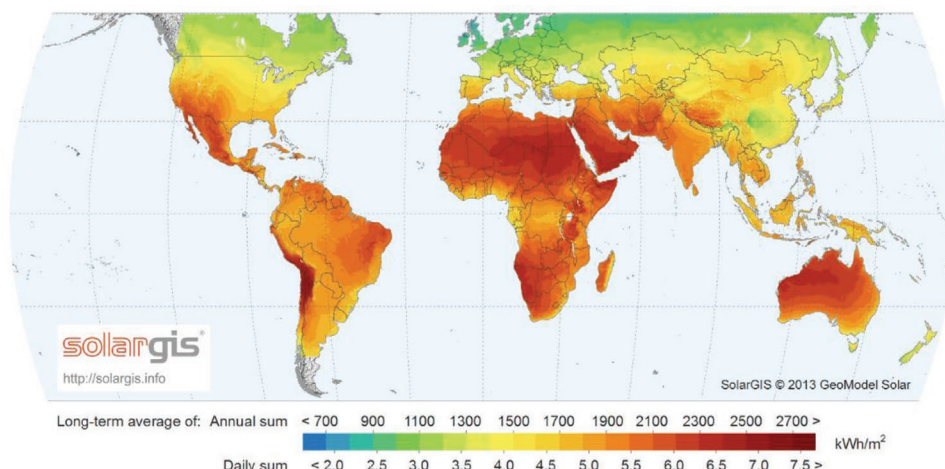 solargis®
http://solargis.info
SolarGIS © 2013 GeoModel Solar
Long-term average of: Annual sum < 700 900 1100 1300 1500 1700 1900 2100 2300 2500 2700 > kWh/m²
Daily sum < 2.0 2.5 3.0 3.5 4.0 4.5 5.0 5.5 6.0 6.5 7.0 7.5 >